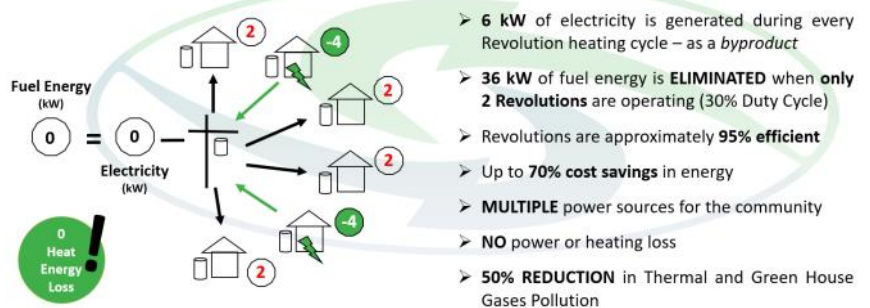 2
-4
Fuel Energy
(kW)
2
0 = 0
2
Electricity
(kW)
-4
0
Heat
Energy
Loss
!
2
➢ 6 kW of electricity is generated during every
Revolution heating cycle – as a byproduct
➢ 36 kW of fuel energy is ELIMINATED when only
2 Revolutions are operating (30% Duty Cycle)
➢ Revolutions are approximately 95% efficient
➢ Up to 70% cost savings in energy
➢ MULTIPLE power sources for the community
➢ NO power or heating loss
➢ 50% REDUCTION in Thermal and Green House
Gases Pollution